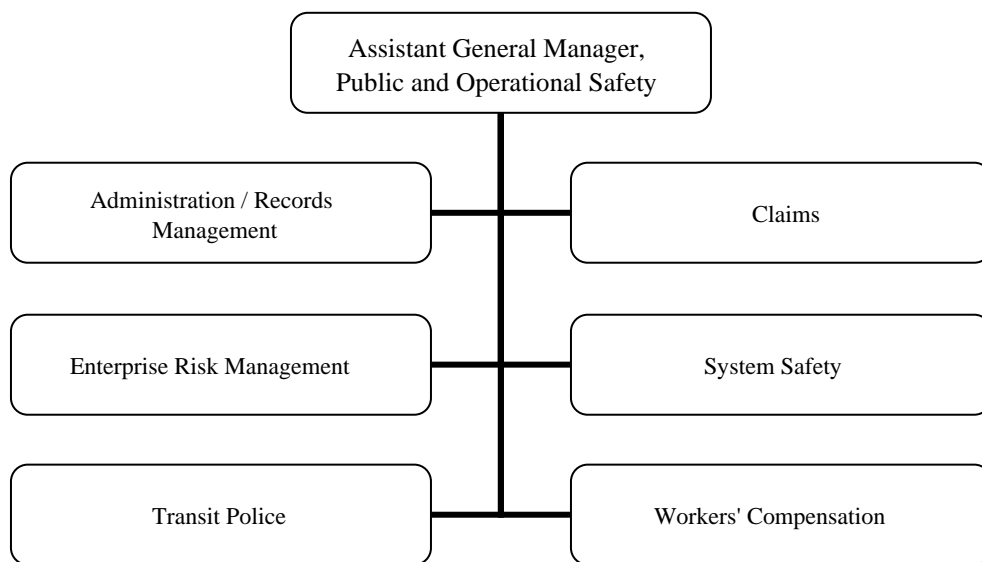 Assistant General Manager,
Public and Operational Safety
Administration / Records
Management
Claims
Enterprise Risk Management
System Safety
Transit Police
Workers' Compensation